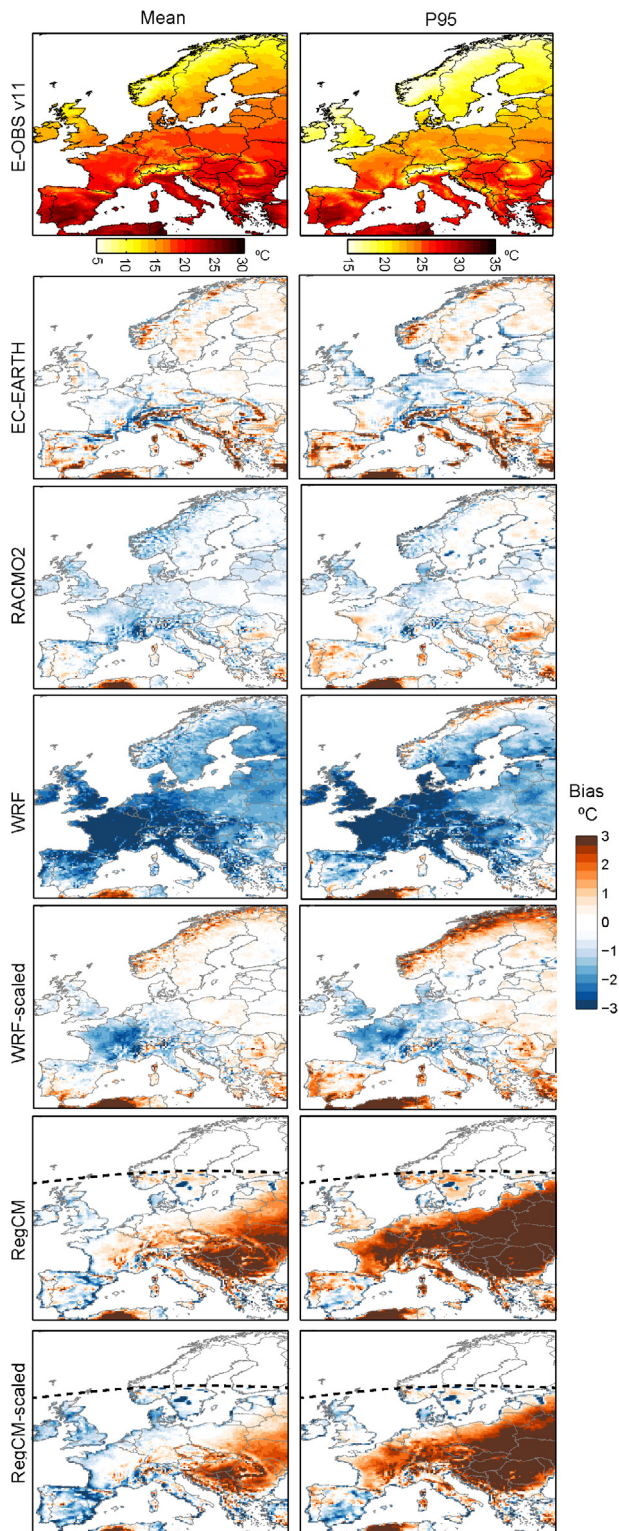 Mean P95
E-OBS v11
5 10 15 20 25 30 ºC 15 20 25 30 35 ºC
EC-EARTH
RACMO2
WRF
Bias
ºC
3
2
1
0
−1
−2
−3
WRF-scaled
RegCM
RegCM-scaled